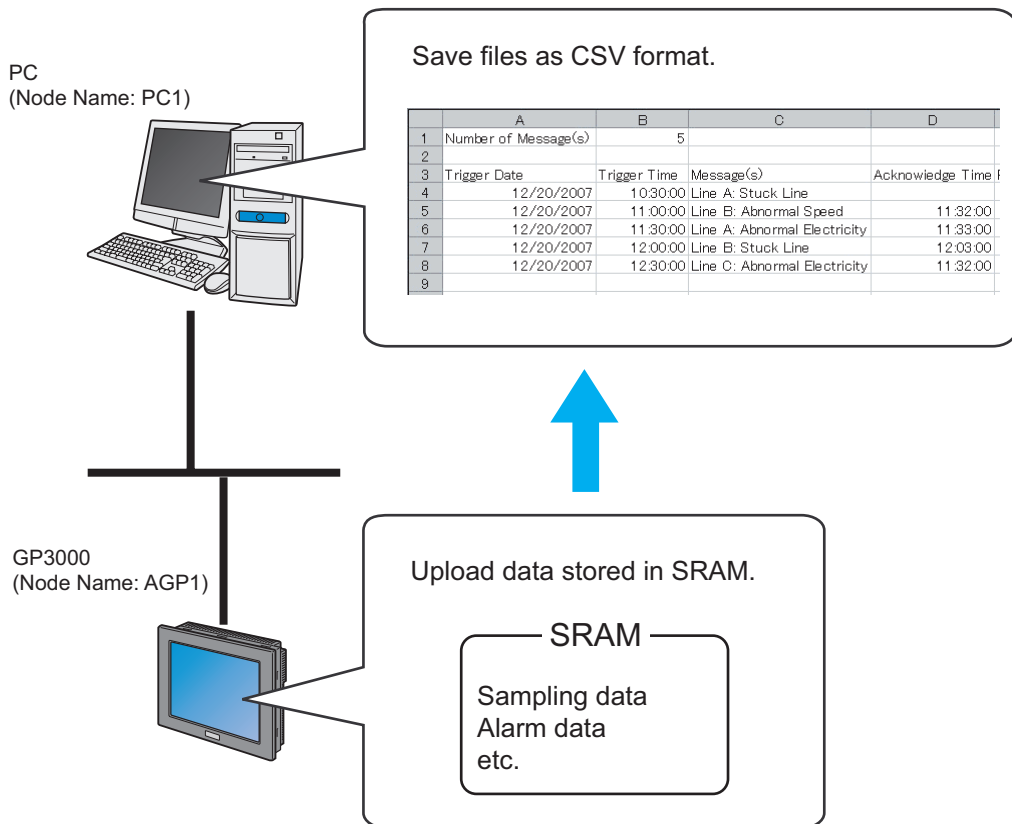 Save files as CSV format.
PC
(Node Name: PC1)
A B C D
1 Number of Message(s) 5
2
3 Trigger Date Trigger Time Message(s) Acknowiedge Time
4 12/20/2007 10:30:00 Line A: Stuck Line
5 12/20/2007 11:00:00 Line B: Abnormal Speed 11:32:00
6 12/20/2007 11:30:00 Line A: Abnormal Electricity 11:33:00
7 12/20/2007 12:00:00 Line B: Stuck Line 12:03:00
8 12/20/2007 12:30:00 Line C: Abnormal Electricity 11:32:00
9
GP3000
(Node Name: AGP1)
Upload data stored in SRAM.
SRAM
Sampling data
Alarm data
etc.